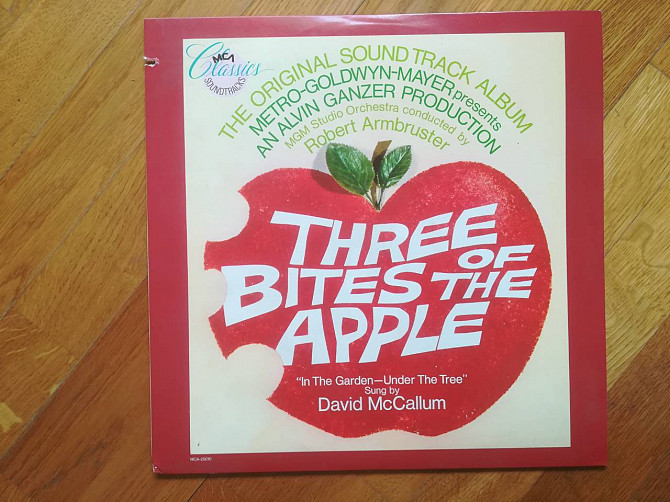 MCA
Classics
SOUNDTRACKS
THE ORIGINAL SOUND TRACK ALBUM
METRO-GOLDWYN-MAYER presents
AN ALVIN GANZER PRODUCTION
MGM Studio Orchestra conducted by
Robert Armbruster
THREE
BITES OF THE
APPLE
"In The Garden—Under The Tree"
Sung by
David McCallum